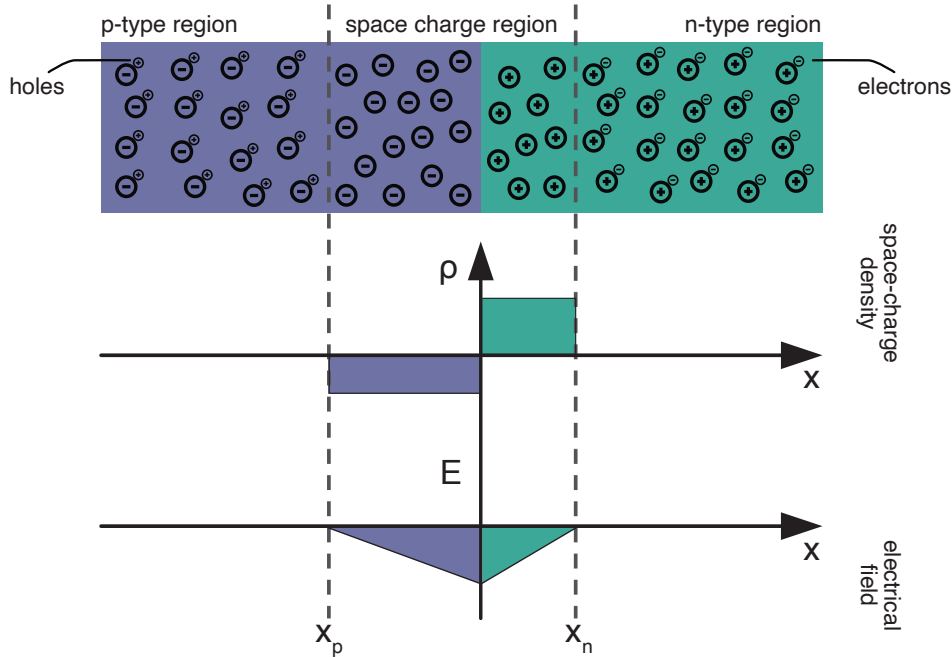 p-type region
space charge region
n-type region
holes
electrons
ρ
space-charge
density
x
E
x
electrical
field
xp
xn